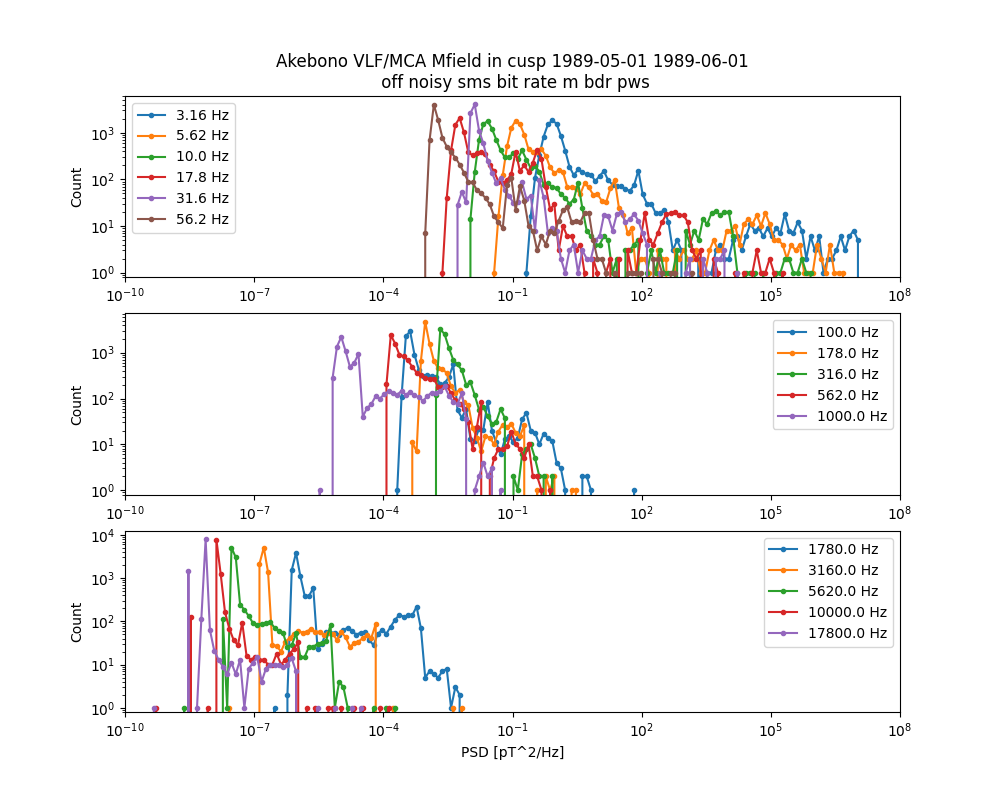 Akebono VLF/MCA Mfield in cusp 1989-05-01 1989-06-01
off noisy sms bit rate m bdr pws
Count
10^3
10^2
10^1
10^0
3.16 Hz
5.62 Hz
10.0 Hz
17.8 Hz
31.6 Hz
56.2 Hz
10^−10 10^−7 10^−4 10^−1 10^2 10^5 10^8
Count
10^3
10^2
10^1
10^0
100.0 Hz
178.0 Hz
316.0 Hz
562.0 Hz
1000.0 Hz
10^−10 10^−7 10^−4 10^−1 10^2 10^5 10^8
Count
10^4
10^3
10^2
10^1
10^0
1780.0 Hz
3160.0 Hz
5620.0 Hz
10000.0 Hz
17800.0 Hz
10^−10 10^−7 10^−4 10^−1 10^2 10^5 10^8
PSD [pT^2/Hz]